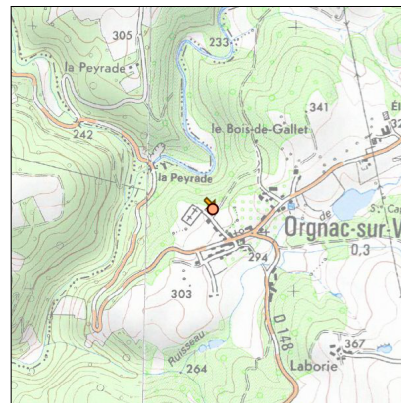 305
233
la Peyrade
341
242
le Bois-de-Gallet
la Peyrade
de
Orgnac-sur-V
0,3
294
303
D 148
Ruisseau
367
Laborie
264